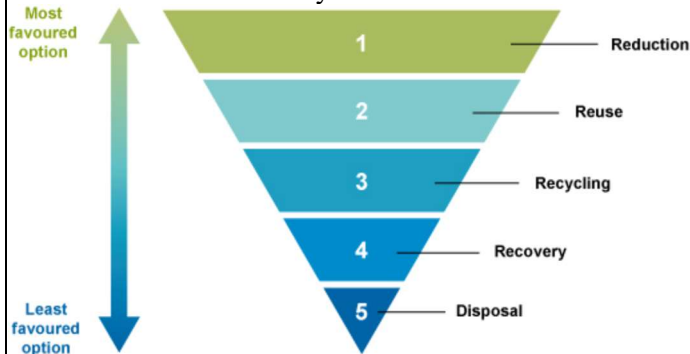 Most
favoured
option
1
Reduction
2
Reuse
3
Recycling
4
Recovery
5
Disposal
Least
favoured
option